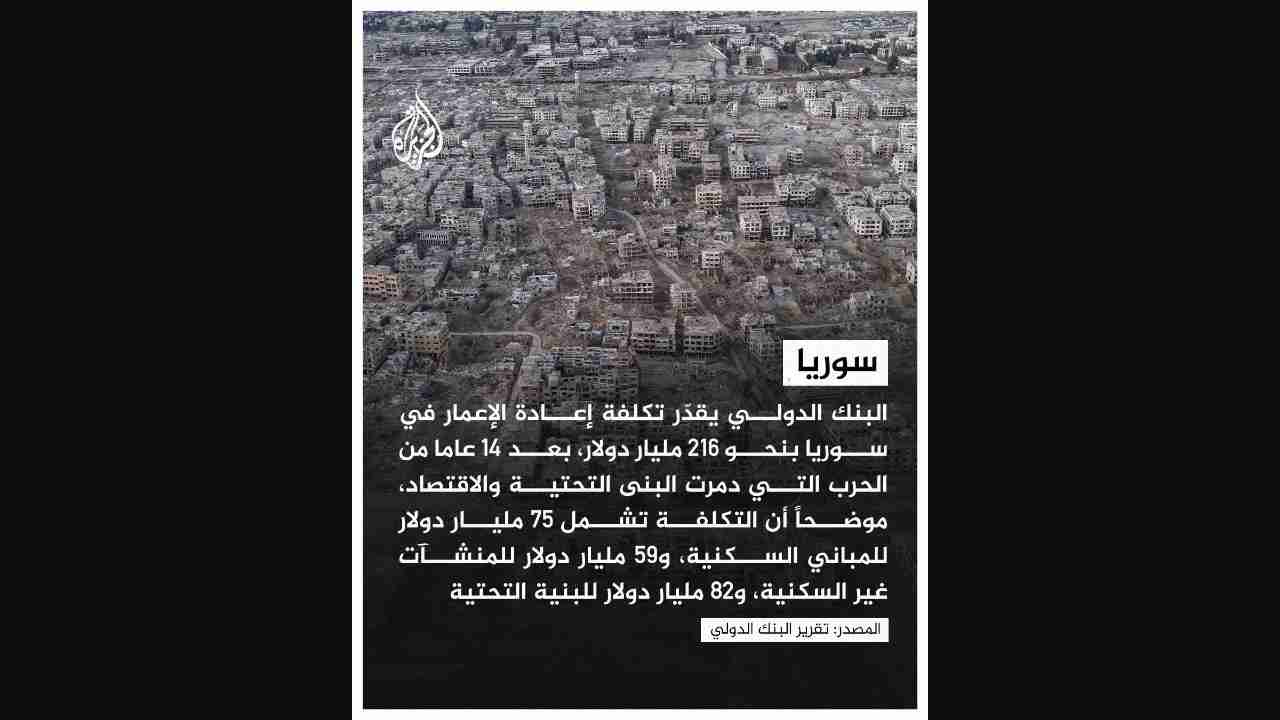 الجزيرة
سوريا
البنك الدولي يقدّر تكلفة إعادة الإعمار في
سوريا بنحو 216 مليار دولار، بعد 14 عاما من
الحرب التي دمرت البنى التحتية والاقتصاد،
موضحاً أن التكلفة تشمل 75 مليار دولار
للمباني السكنية، و59 مليار دولار للمنشآت
غير السكنية، و82 مليار دولار للبنية التحتية
المصدر: تقرير البنك الدولي